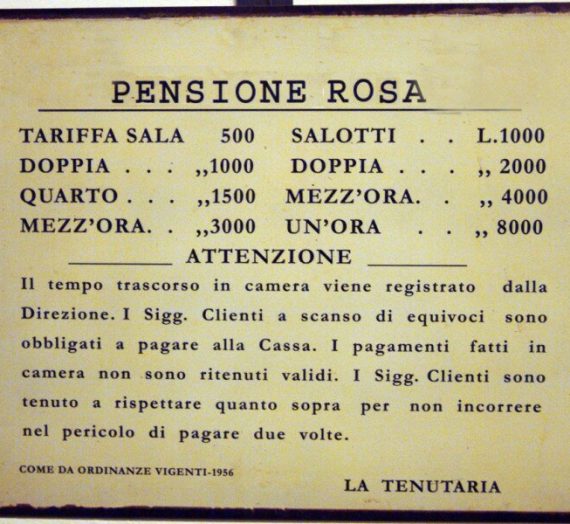 PENSIONE ROSA
TARIFFA SALA 500 SALOTTI . . L.1000
DOPPIA . . . ,,1000 DOPPIA . . . ,, 2000
QUARTO . . . ,,1500 MEZZ'ORA. . ,, 4000
MEZZ'ORA. . ,,3000 UN'ORA . . ,, 8000
ATTENZIONE
Il tempo trascorso in camera viene registrato dalla
Direzione. I Sigg. Clienti a scanso di equivoci sono
obbligati a pagare alla Cassa. I pagamenti fatti in
camera non sono ritenuti validi. I Sigg. Clienti sono
tenuto a rispettare quanto sopra per non incorrere
nel pericolo di pagare due volte.
COME DA ORDINANZE VIGENTI-1956
LA TENUTARIA